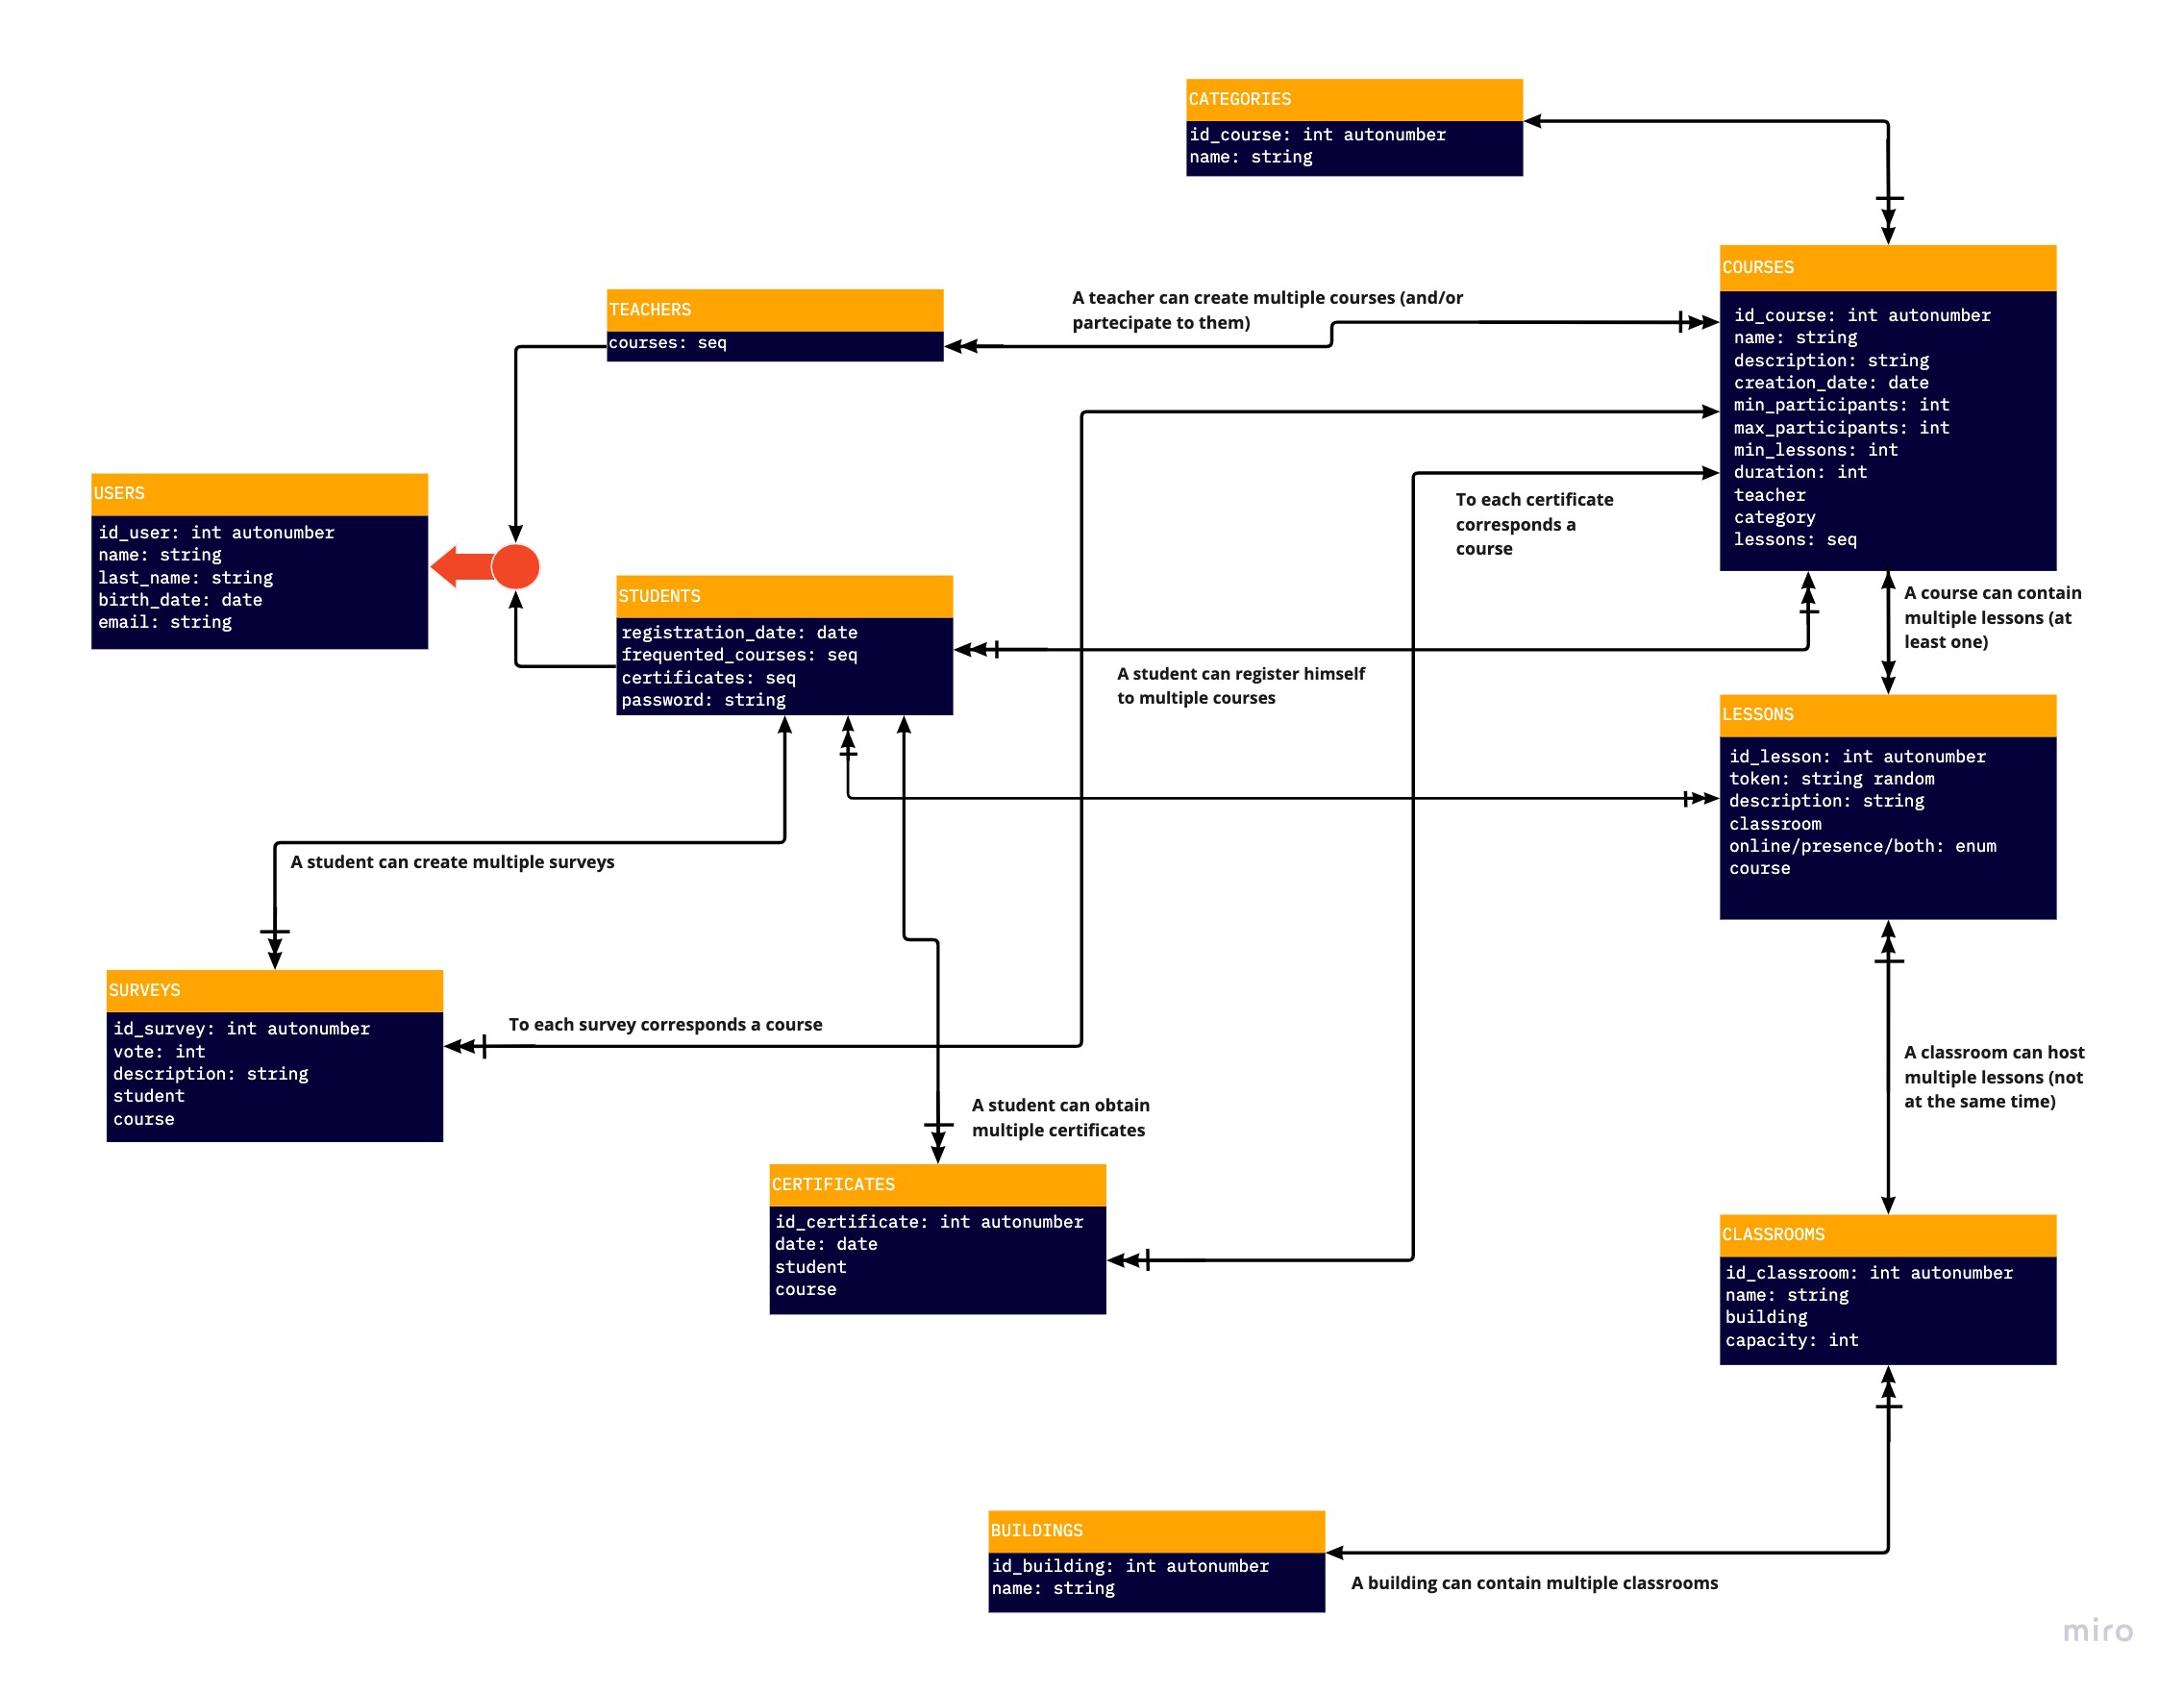 CATEGORIES
id_course: int autonumber
name: string
COURSES
id_course: int autonumber
name: string
description: string
creation_date: date
min_participants: int
max_participants: int
min_lessons: int
duration: int
teacher
category
lessons: seq
A teacher can create multiple courses (and/or
partecipate to them)
TEACHERS
courses: seq
USERS
id_user: int autonumber
name: string
last_name: string
birth_date: date
email: string
To each certificate
corresponds a
course
STUDENTS
registration_date: date
frequented_courses: seq
certificates: seq
password: string
A course can contain
multiple lessons (at
least one)
A student can register himself
to multiple courses
LESSONS
id_lesson: int autonumber
token: string random
description: string
classroom
online/presence/both: enum
course
A student can create multiple surveys
SURVEYS
id_survey: int autonumber
vote: int
description: string
student
course
To each survey corresponds a course
A classroom can host
multiple lessons (not
at the same time)
A student can obtain
multiple certificates
CERTIFICATES
id_certificate: int autonumber
date: date
student
course
CLASSROOMS
id_classroom: int autonumber
name: string
building
capacity: int
BUILDINGS
id_building: int autonumber
name: string
A building can contain multiple classrooms
miro